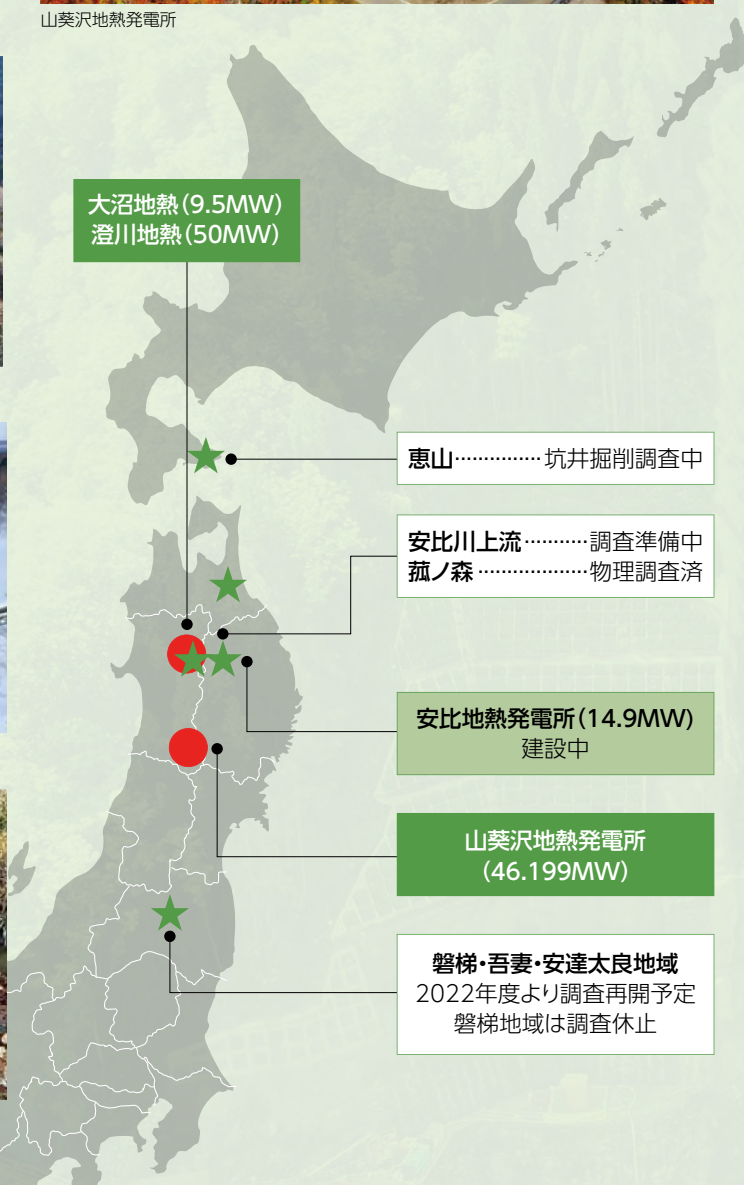 山葵沢地熱発電所
大沼地熱(9.5MW)
澄川地熱(50MW)
恵山……………坑井掘削調査中
安比川上流…………調査準備中
菰ノ森………………物理調査済
安比地熱発電所(14.9MW)
建設中
山葵沢地熱発電所
(46.199MW)
磐梯・吾妻・安達太良地域
2022年度より調査再開予定
磐梯地域は調査休止